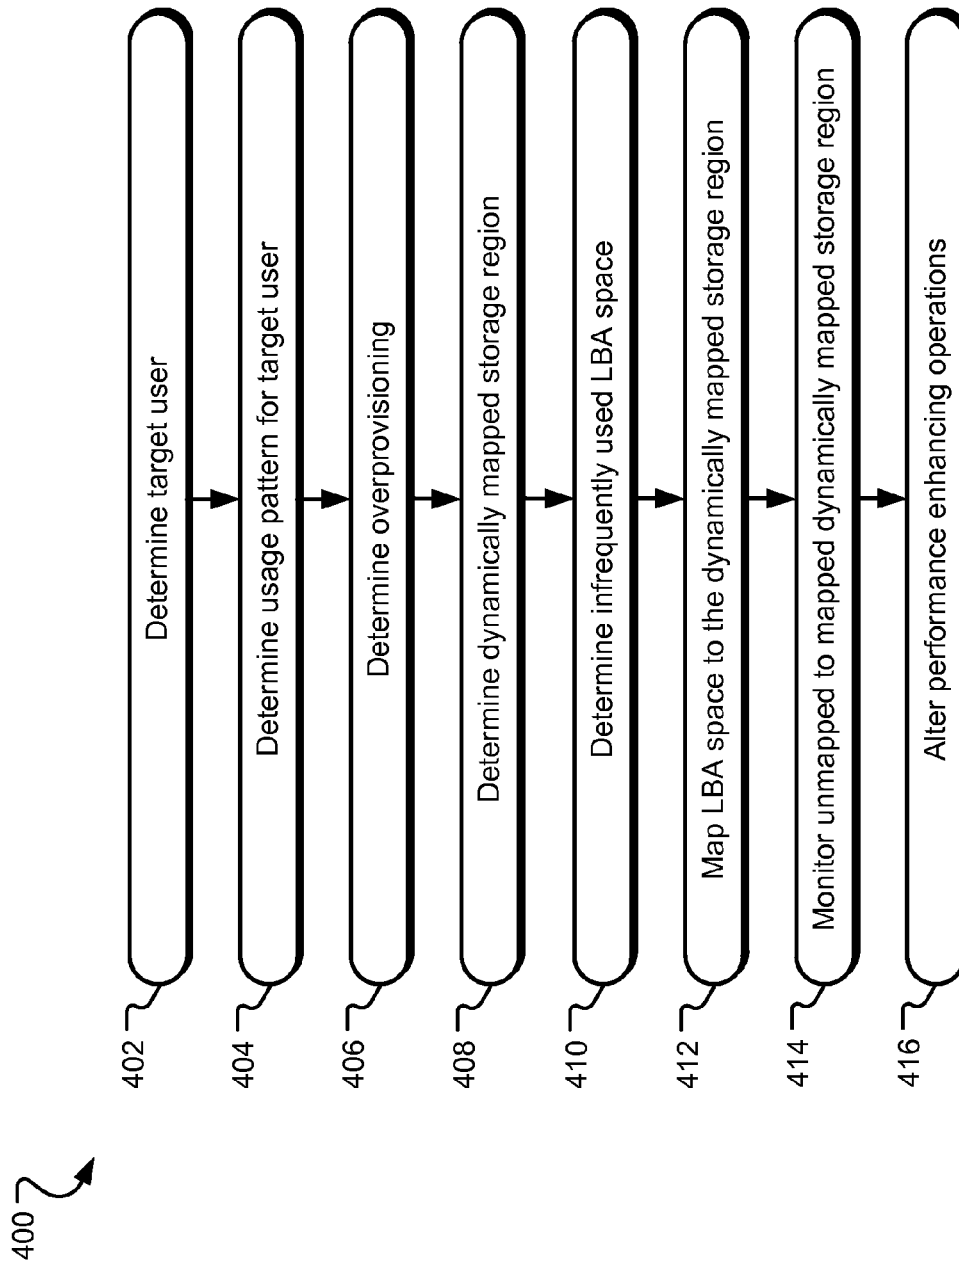 400
402
Determine target user
404
Determine usage pattern for target user
406
Determine overprovisioning
408
Determine dynamically mapped storage region
410
Determine infrequently used LBA space
412
Map LBA space to the dynamically mapped storage region
414
Monitor unmapped to mapped dynamically mapped storage region
416
Alter performance enhancing operations